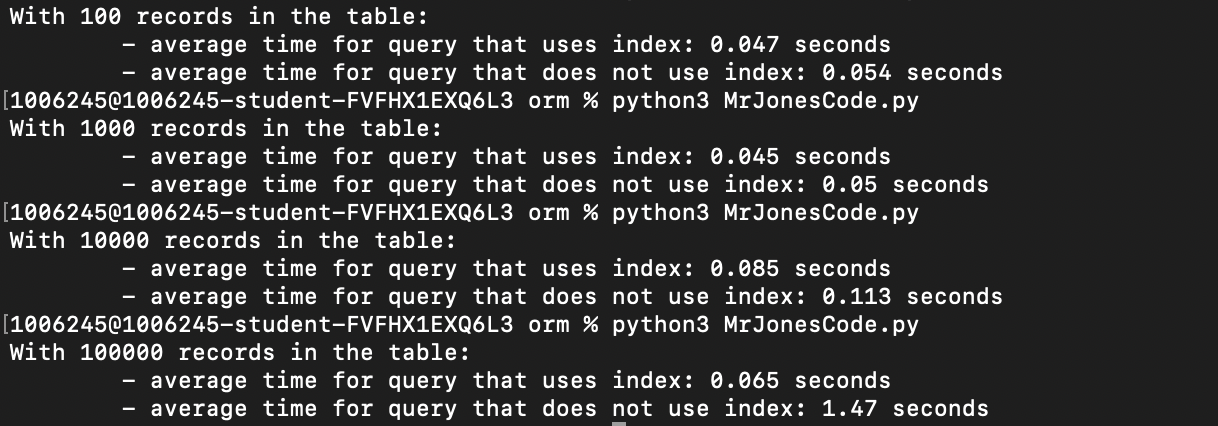 With 100 records in the table:
- average time for query that uses index: 0.047 seconds
- average time for query that does not use index: 0.054 seconds
[1006245@1006245-student-FVFHX1EXQ6L3 orm % python3 MrJonesCode.py
With 1000 records in the table:
- average time for query that uses index: 0.045 seconds
- average time for query that does not use index: 0.05 seconds
[1006245@1006245-student-FVFHX1EXQ6L3 orm % python3 MrJonesCode.py
With 10000 records in the table:
- average time for query that uses index: 0.085 seconds
- average time for query that does not use index: 0.113 seconds
[1006245@1006245-student-FVFHX1EXQ6L3 orm % python3 MrJonesCode.py
With 100000 records in the table:
- average time for query that uses index: 0.065 seconds
- average time for query that does not use index: 1.47 seconds